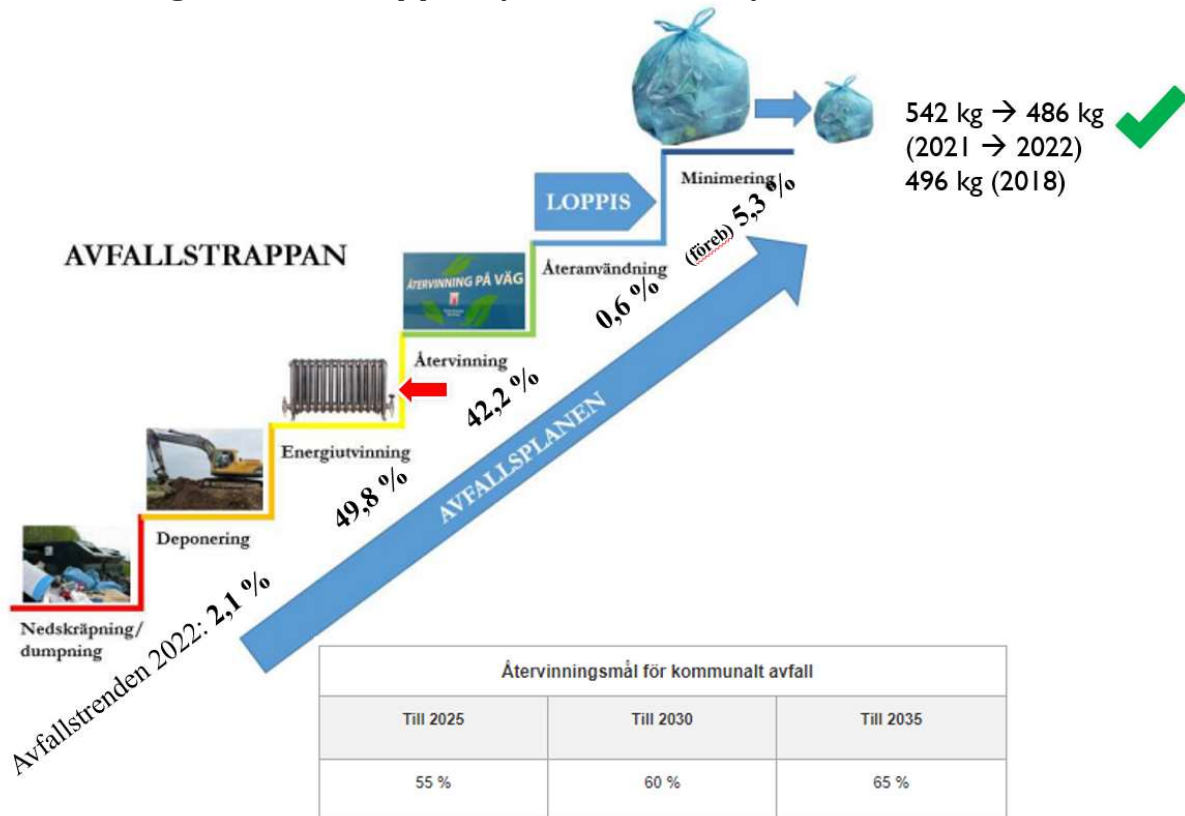 542 kg → 486 kg
(2021 → 2022)
496 kg (2018)
Minimering
LOPPIS
(föreb) 5,3 %
AVFALLSTRAPPAN
ÅTERVINNING PÅ VÄG
Återanvändning
0,6 %
Återvinning
42,2 %
Energiutvinning
49,8 %
AVFALLSPLANEN
Deponering
Nedskräpning/
dumpning
Avfallstrenden 2022: 2,1 %
Återvinningsmål för kommunalt avfall
Till 2025 Till 2030 Till 2035
55 % 60 % 65 %